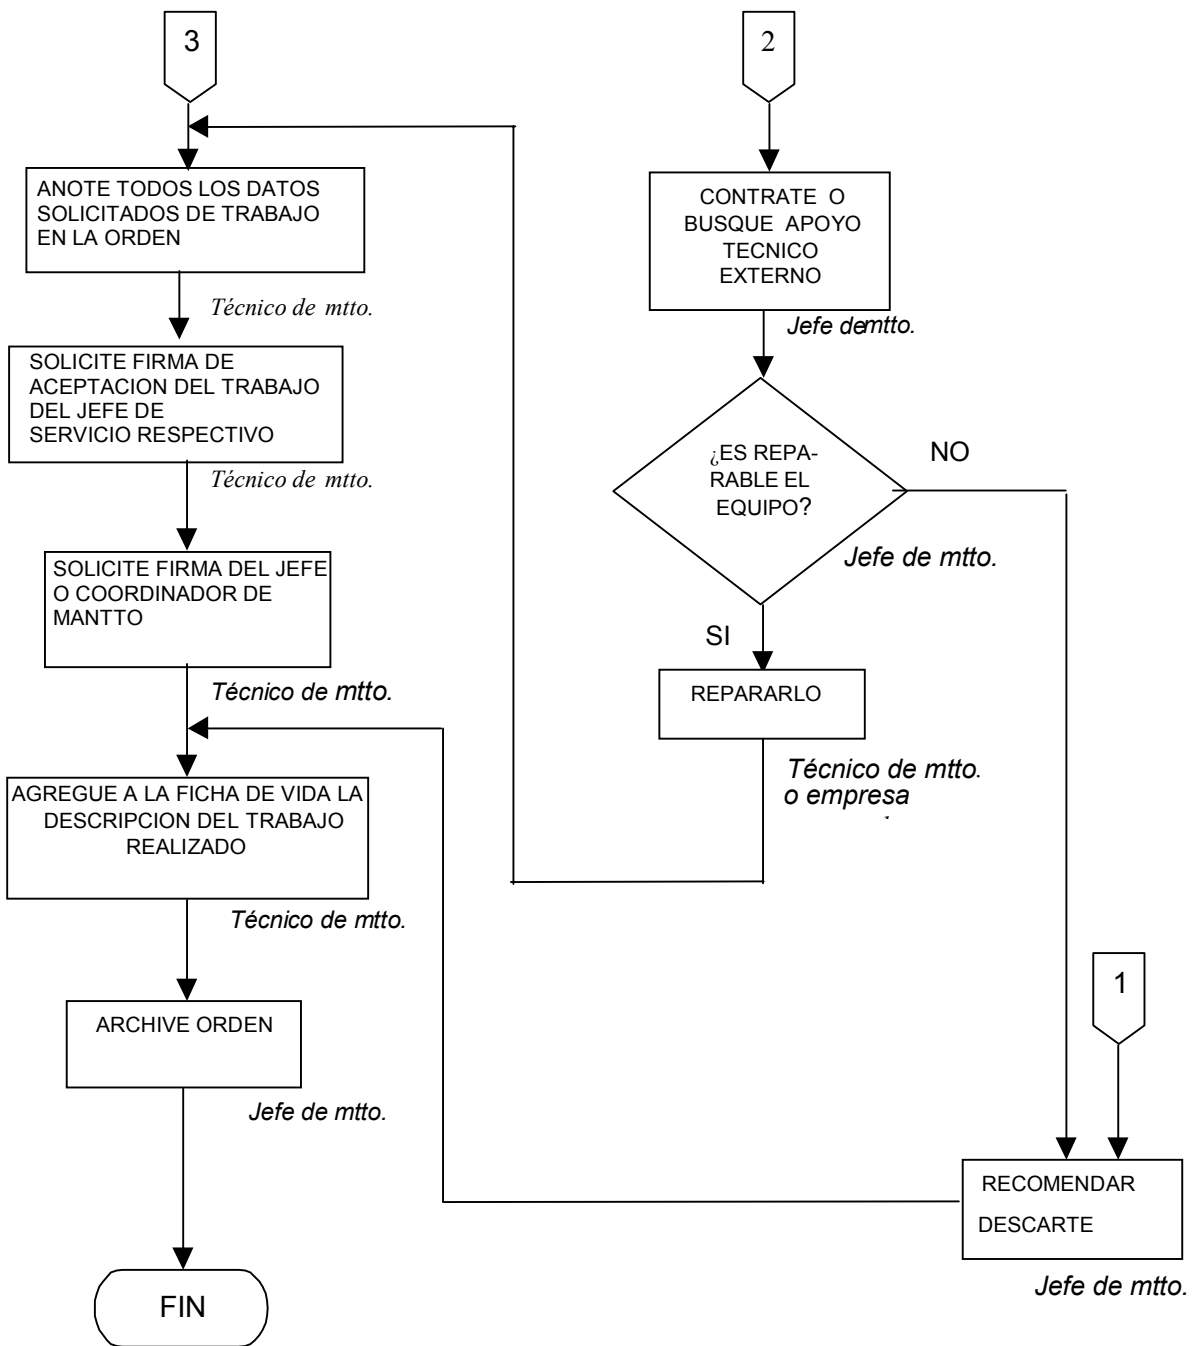 3
ANOTE TODOS LOS DATOS
SOLICITADOS DE TRABAJO
EN LA ORDEN
Técnico de mtto.
SOLICITE FIRMA DE
ACEPTACION DEL TRABAJO
DEL JEFE DE
SERVICIO RESPECTIVO
Técnico de mtto.
SOLICITE FIRMA DEL JEFE
O COORDINADOR DE
MANTTO
Técnico de mtto.
AGREGUE A LA FICHA DE VIDA LA
DESCRIPCION DEL TRABAJO
REALIZADO
Técnico de mtto.
ARCHIVE ORDEN
Jefe de mtto.
FIN
2
CONTRATE O
BUSQUE APOYO
TECNICO
EXTERNO
Jefe de mtto.
¿ES REPA-
RABLE EL
EQUIPO?
NO
Jefe de mtto.
SI
REPARARLO
Técnico de mtto.
o empresa
1
RECOMENDAR
DESCARTE
Jefe de mtto.